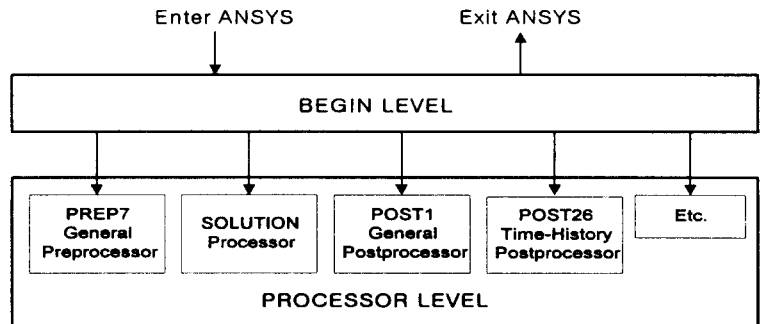 Enter ANSYS
Exit ANSYS
BEGIN LEVEL
PREP7
General
Preprocessor
SOLUTION
Processor
POST1
General
Postprocessor
POST26
Time-History
Postprocessor
Etc.
PROCESSOR LEVEL